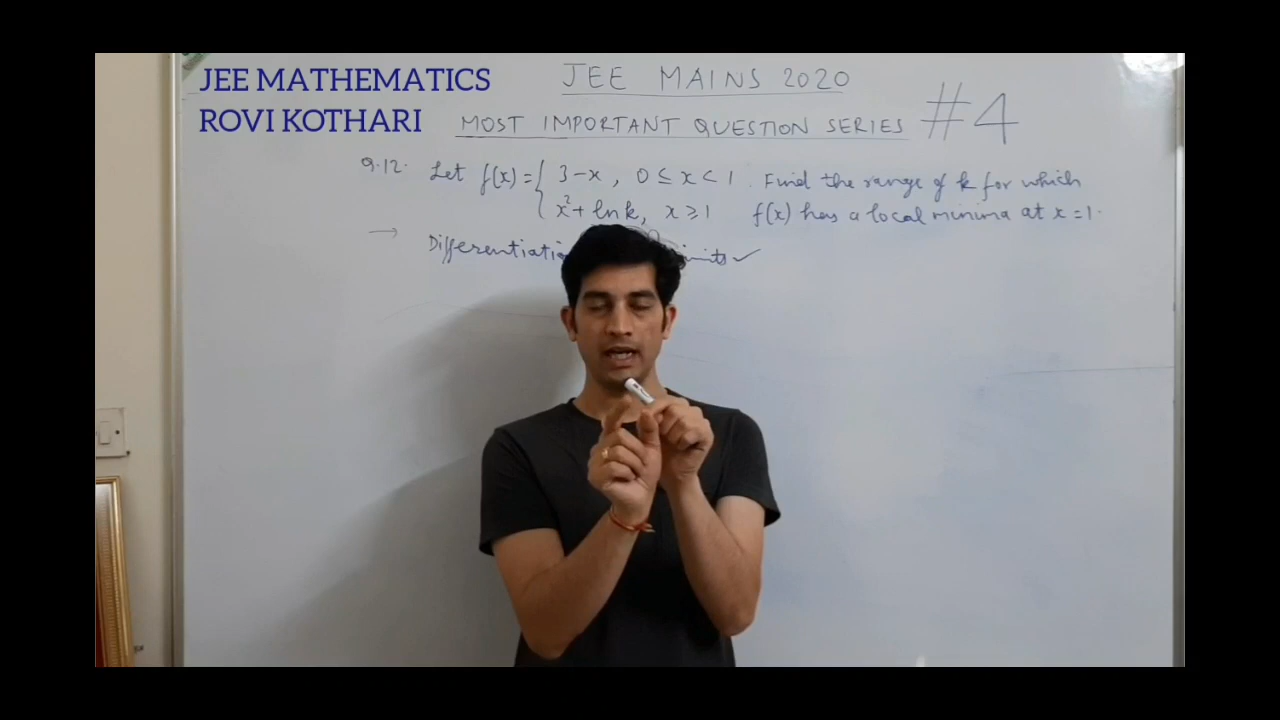 JEE MATHEMATICS
ROVI KOTHARI
JEE MAINS 2020
MOST IMPORTANT QUESTION SERIES #4
Q.12. Let f(x) = { 3-x, 0 ≤ x < 1. Find the range of k for which
x² + ln k, x ≥ 1 f(x) has a local minima at x = 1.
→ ✓